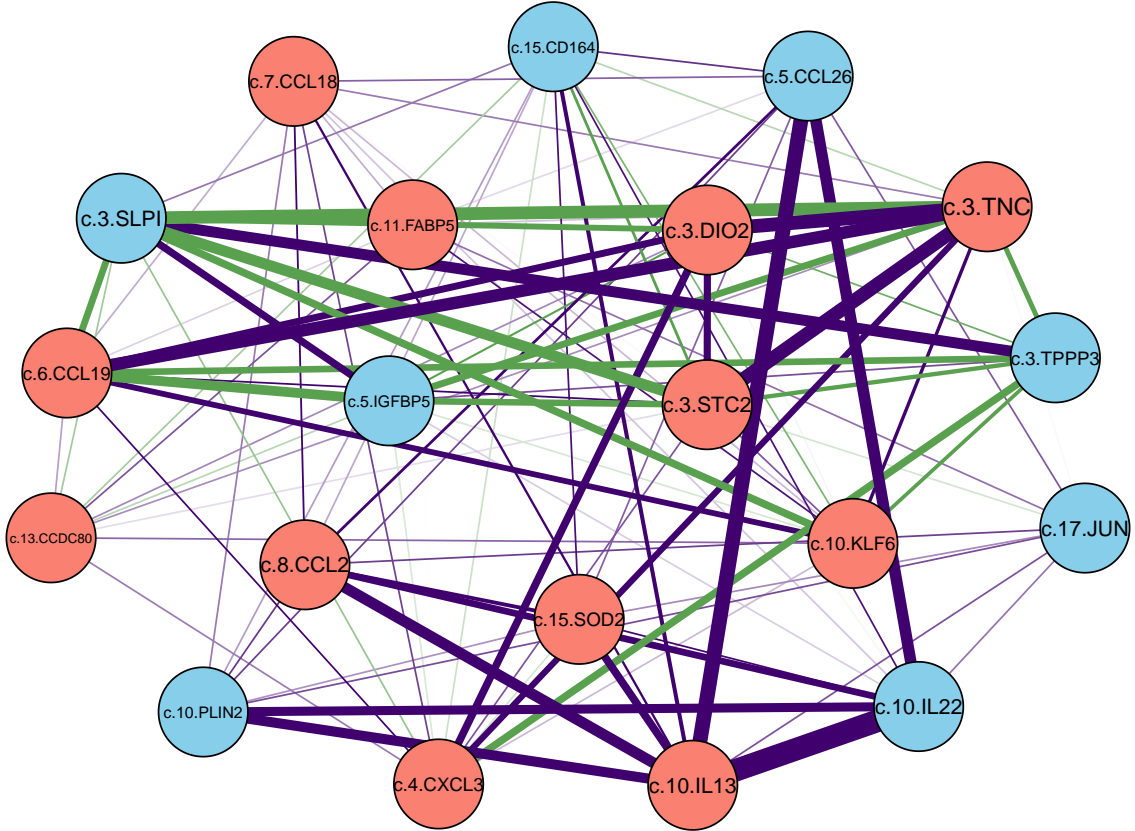 c.15.CD164
c.5.CCL26
c.7.CCL18
c.3.TNC
c.3.SLPI
c.11.FABP5
c.3.DIO2
c.3.TPPP3
c.6.CCL19
c.5.IGFBP5
c.3.STC2
c.17.JUN
c.13.CCDC80
c.10.KLF6
c.8.CCL2
c.15.SOD2
c.10.IL22
c.10.PLIN2
c.4.CXCL3
c.10.IL13